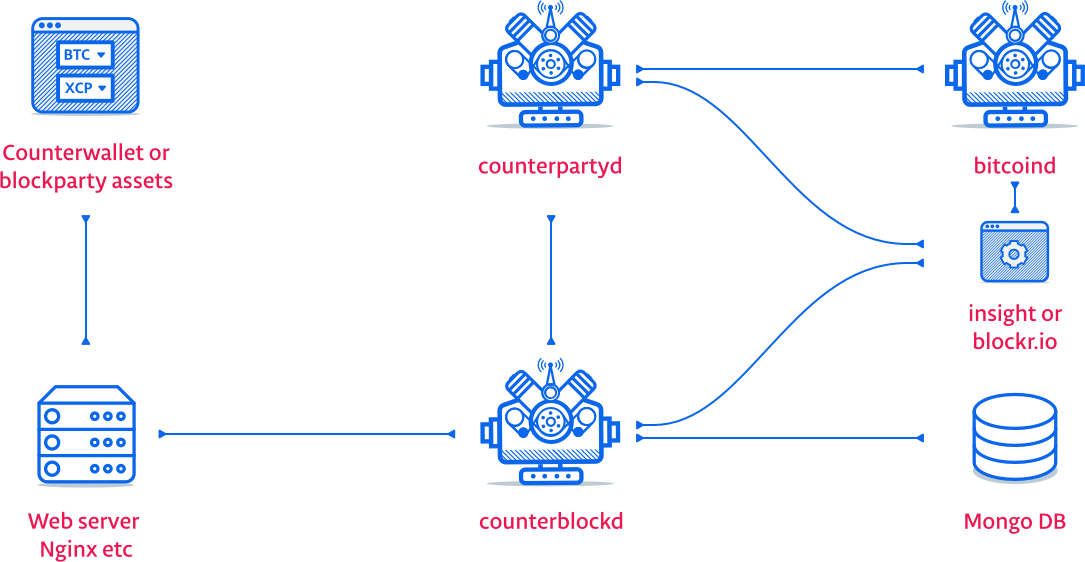 BTC
XCP
Counterwallet or
blockparty assets
counterpartyd
bitcoind
insight or
blockr.io
Web server
Nginx etc
counterblockd
Mongo DB